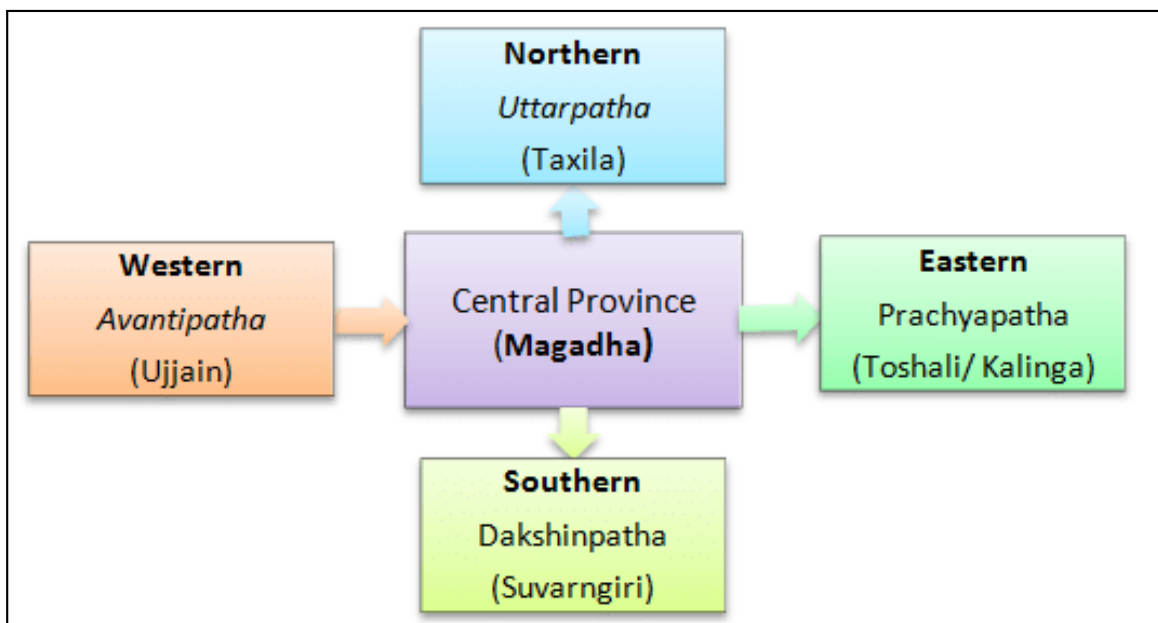 Northern
Uttarpatha
(Taxila)
Western
Avantipatha
(Ujjain)
Central Province
(Magadha)
Eastern
Prachyapatha
(Toshali/ Kalinga)
Southern
Dakshinpatha
(Suvarngiri)